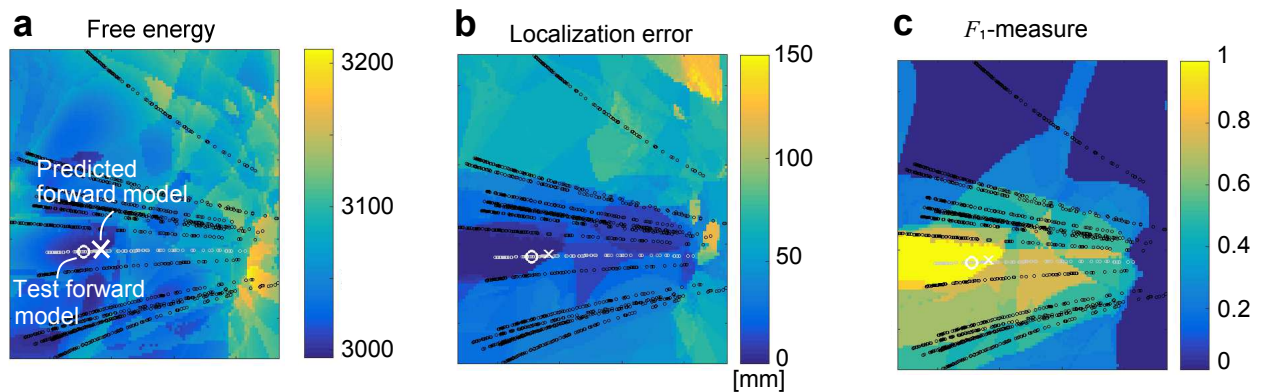 a
Free energy
3200
3100
3000
Predicted
forward model
Test forward
model
b
Localization error
150
100
50
0
[mm]
c
F₁-measure
1
0.8
0.6
0.4
0.2
0